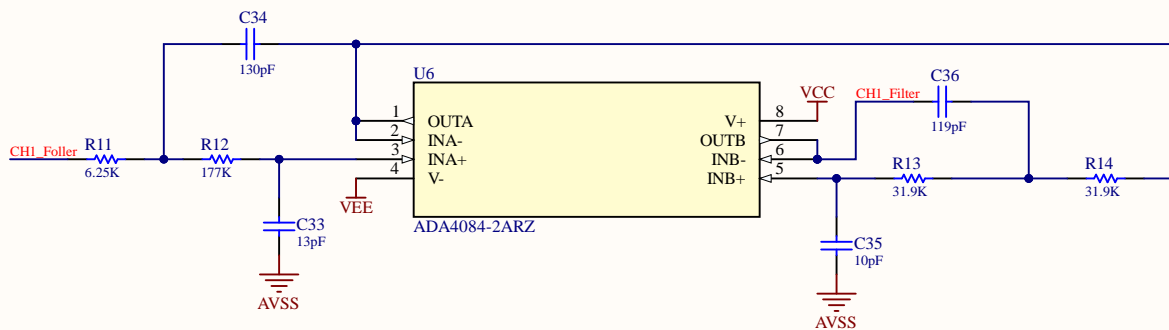 C34
130pF
U6
C36
119pF
VCC
CH1_Filter
1
OUTA
V+
8
2
INA-
OUTB
7
CH1_Foller
R11
6.25K
R12
177K
3
INA+
INB-
6
4
V-
INB+
5
R13
31.9K
R14
31.9K
VEE
ADA4084-2ARZ
C33
13pF
C35
10pF
AVSS
AVSS